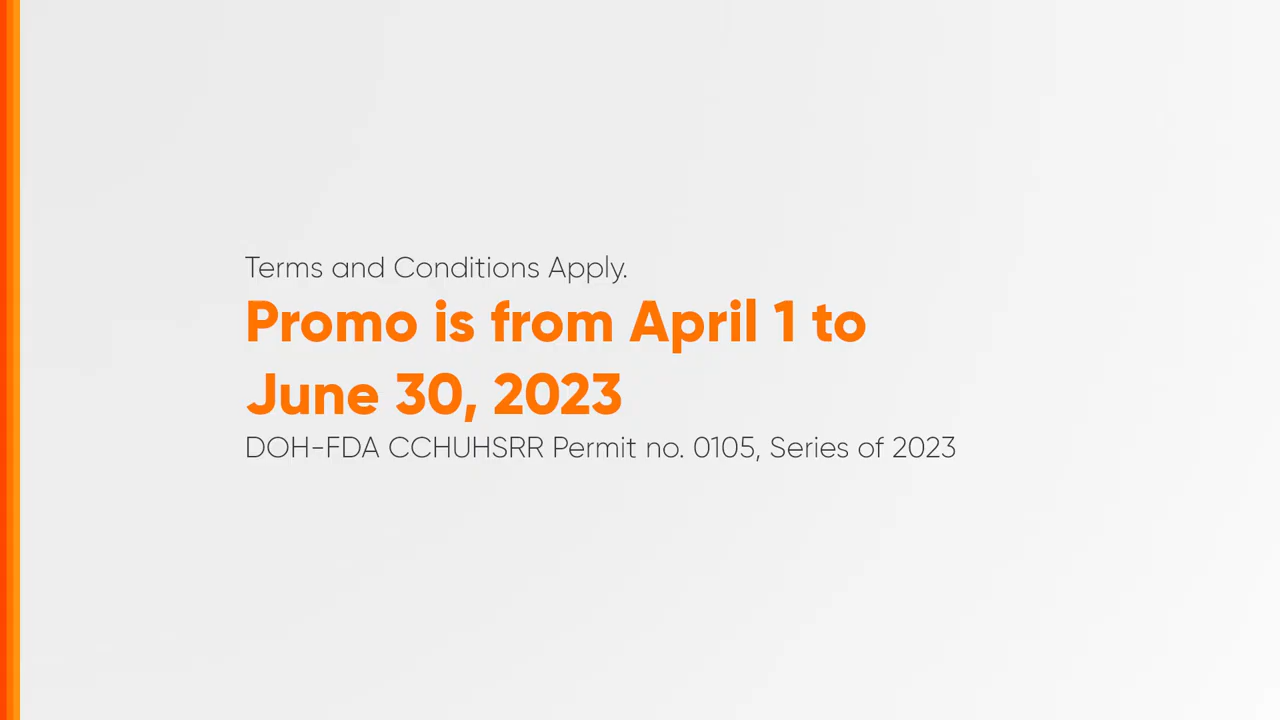 Terms and Conditions Apply.
Promo is from April 1 to
June 30, 2023
DOH-FDA CCHUHSRR Permit no. 0105, Series of 2023